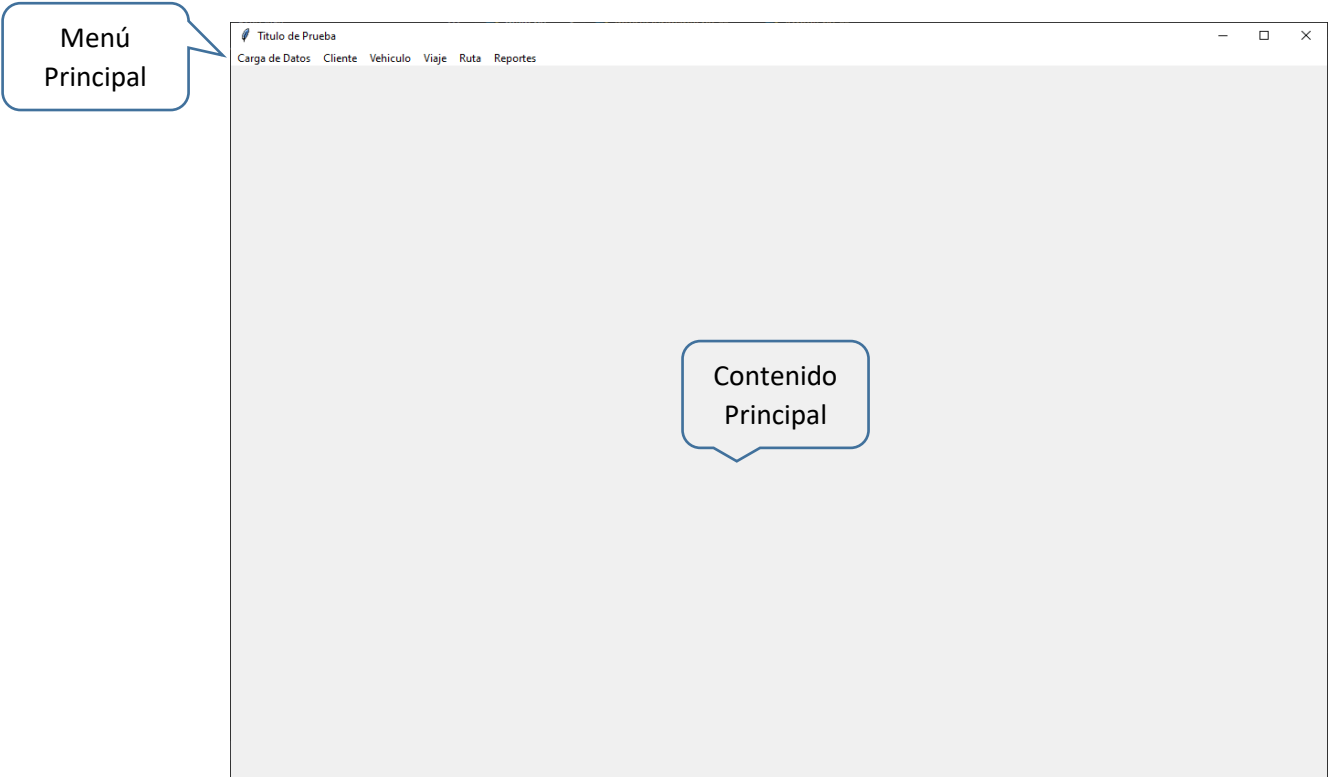 Menú
Principal
Titulo de Prueba
Carga de Datos Cliente Vehiculo Viaje Ruta Reportes
Contenido
Principal